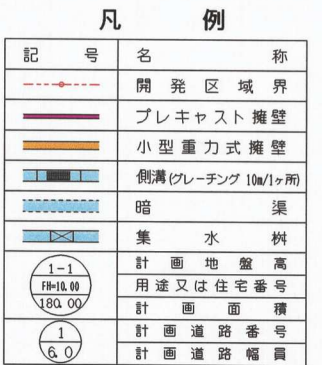 凡 例
記 号 名 称
開 発 区 域 界
プレキャスト擁壁
小型重力式擁壁
側溝(グレーチング 10m/1ヶ所)
暗 渠
集 水 桝
1-1 計 画 地 盤 高
FH=10.00 用途又は住宅番号
180.00 計 画 面 積
1 計 画 道 路 番 号
6.0 計 画 道 路 幅 員